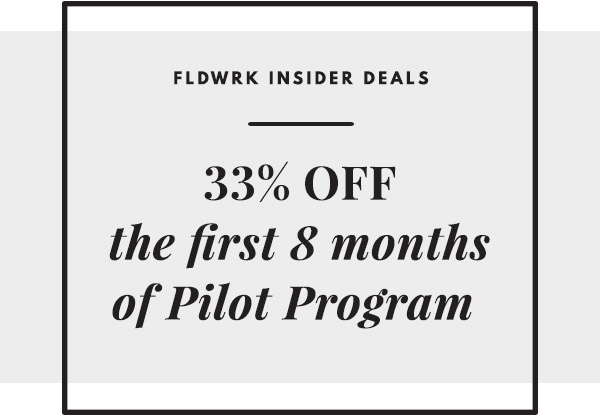 FLDWRK INSIDER DEALS
33% OFF
the first 8 months
of Pilot Program